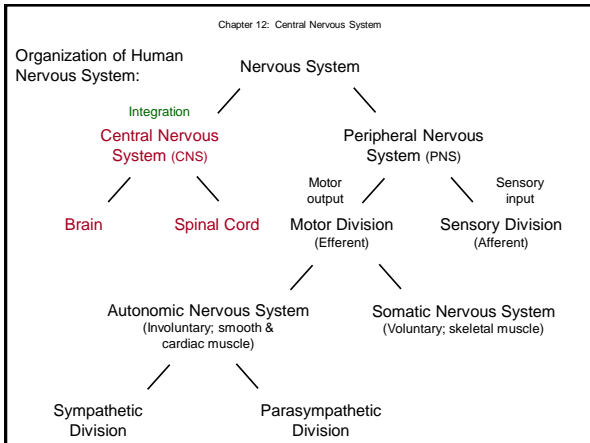 Chapter 12: Central Nervous System
Organization of Human
Nervous System:
Nervous System
Integration
Central Nervous
System (CNS)
Peripheral Nervous
System (PNS)
Motor
output
Sensory
input
Brain
Spinal Cord
Motor Division
(Efferent)
Sensory Division
(Afferent)
Autonomic Nervous System
(Involuntary; smooth &
cardiac muscle)
Somatic Nervous System
(Voluntary; skeletal muscle)
Sympathetic
Division
Parasympathetic
Division